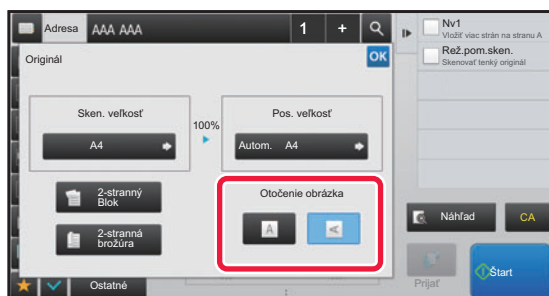 Adresa AAA AAA 1 +
Originál OK
Sken. veľkosť
A4
100%
Pos. veľkosť
Autom. A4
2-stranný
Blok
2-stranná
brožúra
Otočenie obrázka
A A
Ostatné
Nv1
Vložiť viac strán na stranu A
Rež.pom.sken.
Skenovať tenký originál
Náhľad CA
Prijať
Štart